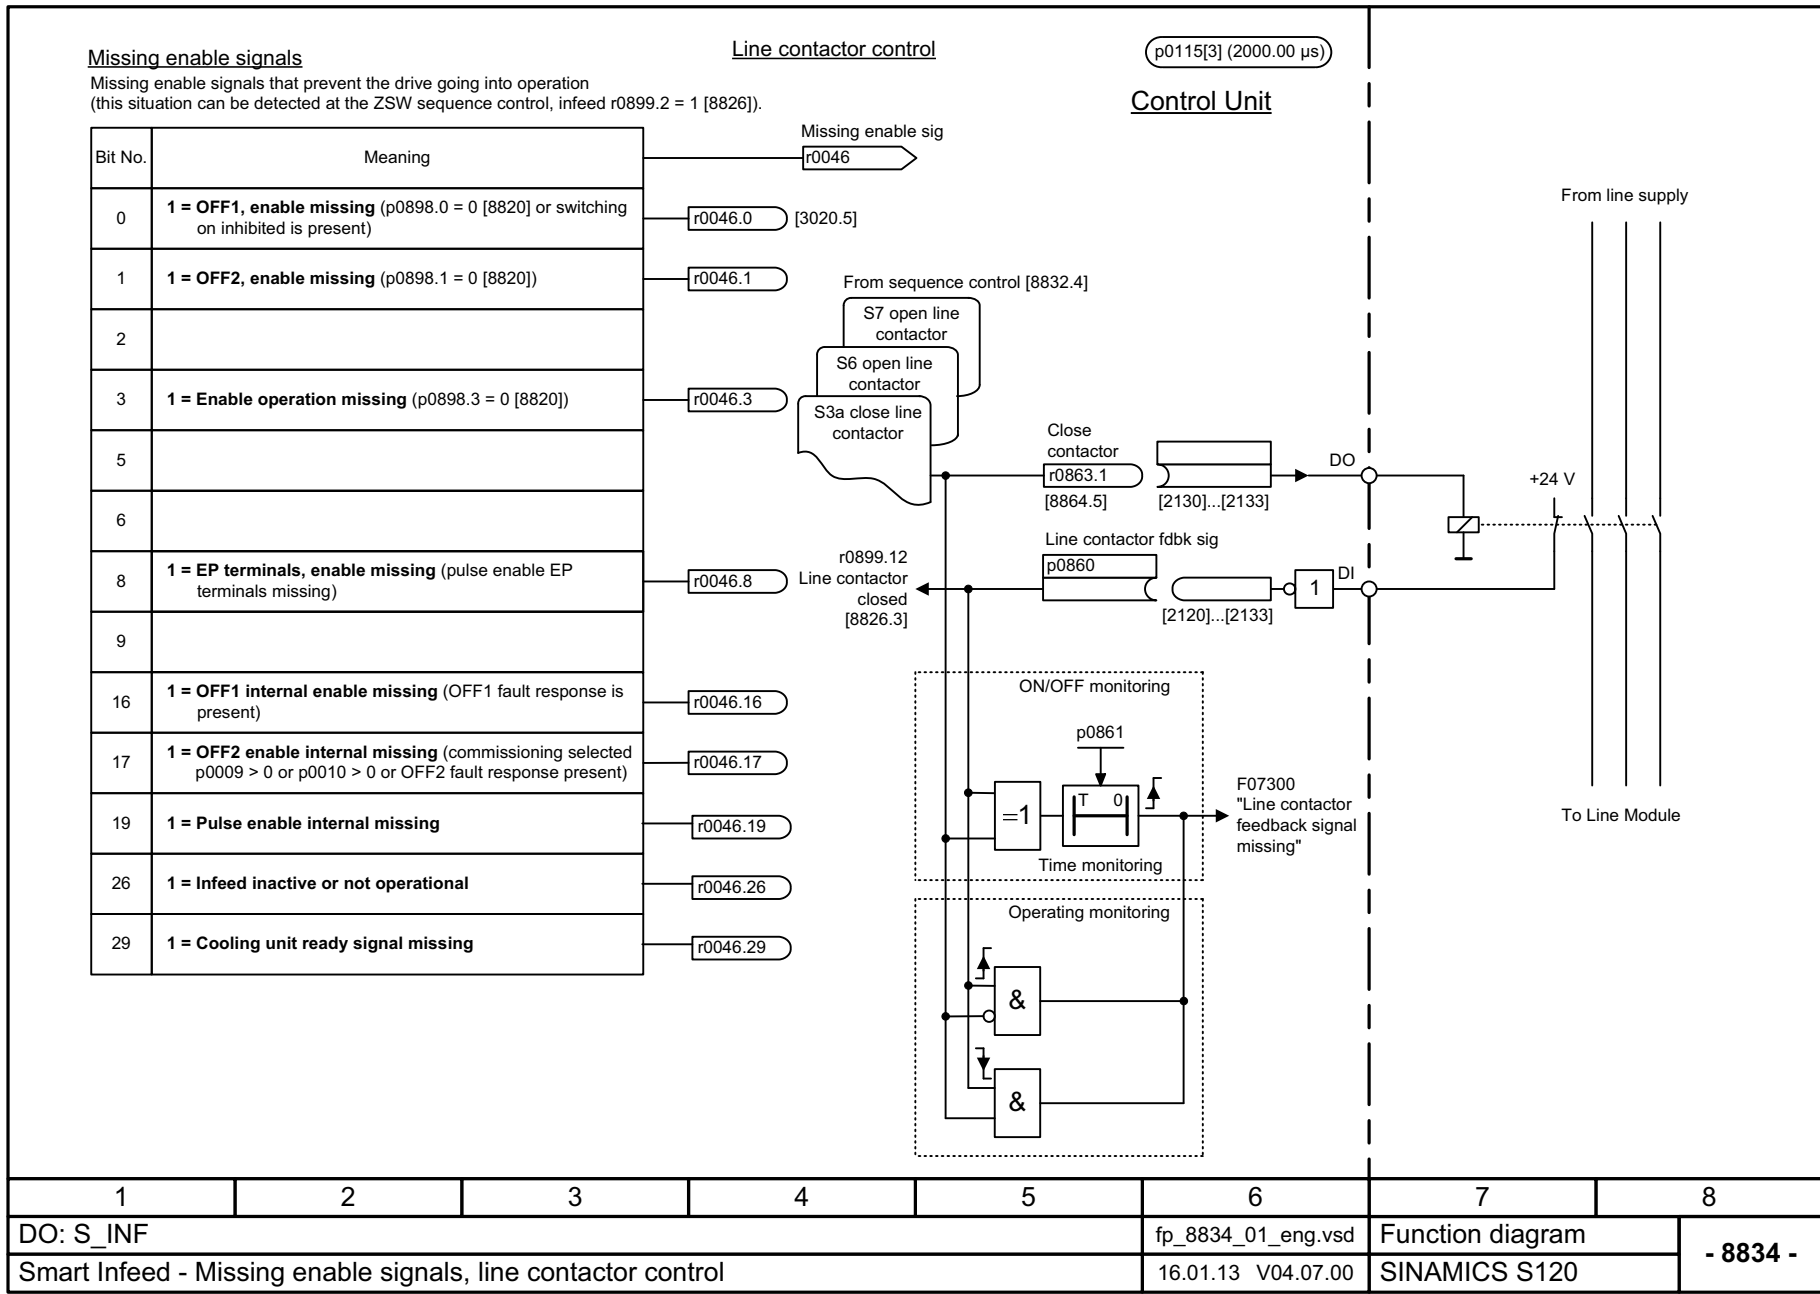 Missing enable signals
Missing enable signals that prevent the drive going into operation
(this situation can be detected at the ZSW sequence control, infeed r0899.2 = 1 [8826]).
Line contactor control
p0115[3] (2000.00 µs)
Control Unit
Bit No.
Meaning
Missing enable sig
r0046
0
1 = OFF1, enable missing (p0898.0 = 0 [8820] or switching
on inhibited is present)
r0046.0
[3020.5]
1
1 = OFF2, enable missing (p0898.1 = 0 [8820])
r0046.1
2
3
1 = Enable operation missing (p0898.3 = 0 [8820])
r0046.3
5
6
8
1 = EP terminals, enable missing (pulse enable EP
terminals missing)
r0046.8
9
16
1 = OFF1 internal enable missing (OFF1 fault response is
present)
r0046.16
17
1 = OFF2 enable internal missing (commissioning selected
p0009 > 0 or p0010 > 0 or OFF2 fault response present)
r0046.17
19
1 = Pulse enable internal missing
r0046.19
26
1 = Infeed inactive or not operational
r0046.26
29
1 = Cooling unit ready signal missing
r0046.29
From sequence control [8832.4]
S7 open line
contactor
S6 open line
contactor
S3a close line
contactor
Close
contactor
r0863.1
[8864.5]
[2130]...[2133]
DO
Line contactor fdbk sig
p0860
r0899.12
Line contactor
closed
[8826.3]
[2120]...[2133]
1
DI
ON/OFF monitoring
p0861
=1
T 0
Time monitoring
F07300
"Line contactor
feedback signal
missing"
Operating monitoring
&
&
From line supply
+24 V
To Line Module
1 2 3 4 5 6 7 8
DO: S_INF
fp_8834_01_eng.vsd
Function diagram
- 8834 -
Smart Infeed - Missing enable signals, line contactor control
16.01.13 V04.07.00
SINAMICS S120